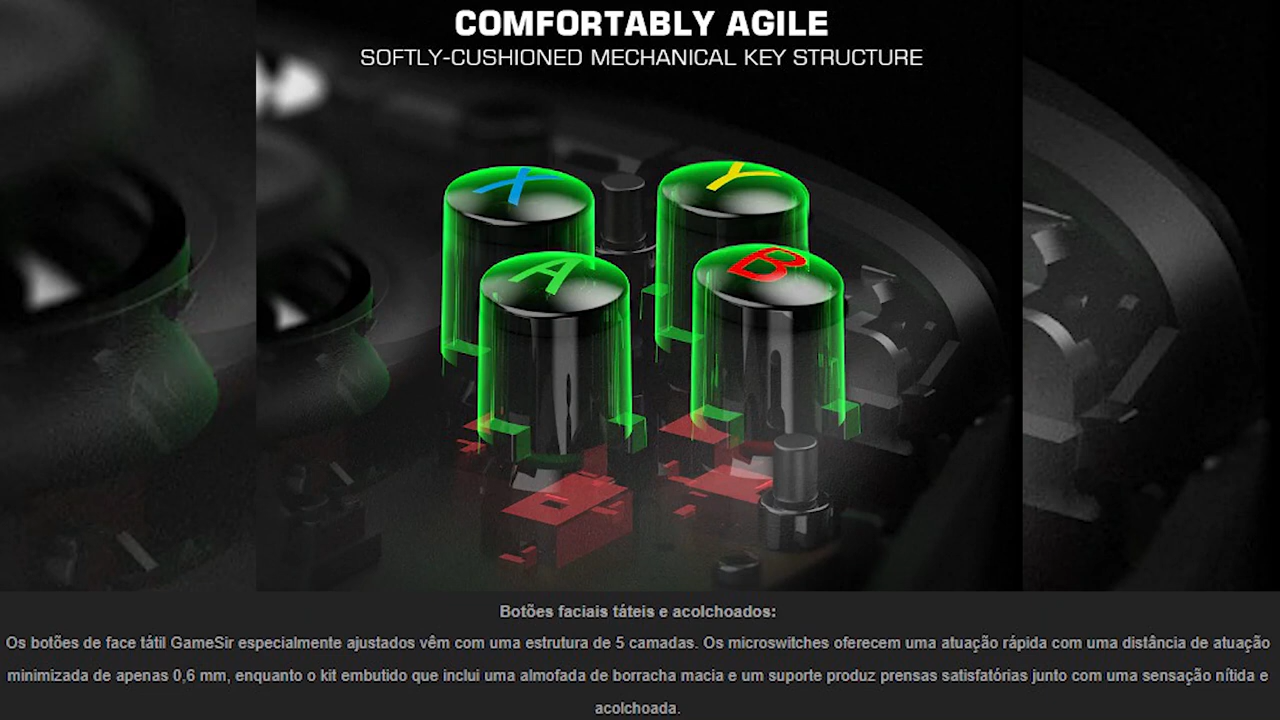 COMFORTABLY AGILE
SOFTLY-CUSHIONED MECHANICAL KEY STRUCTURE
X
Y
A
B
Botões faciais táteis e acolchoados:
Os botões de face tátil GameSir especialmente ajustados vêm com uma estrutura de 5 camadas. Os microswitches oferecem uma atuação rápida com uma distância de atuação
minimizada de apenas 0,6 mm, enquanto o kit embutido que inclui uma almofada de borracha macia e um suporte produz prensas satisfatórias junto com uma sensação nítida e
acolchoada.